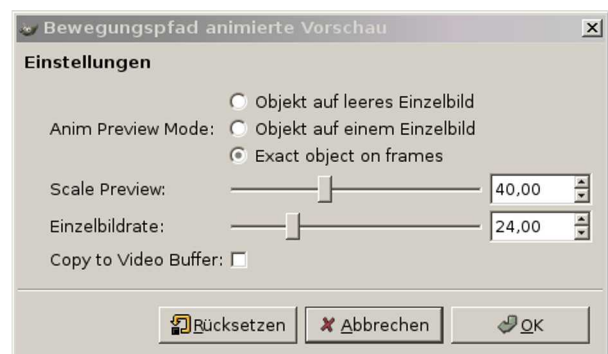 Bewegungspfad animierte Vorschau
Einstellungen
Objekt auf leeres Einzelbild
Anim Preview Mode: Objekt auf einem Einzelbild
Exact object on frames
Scale Preview: 40,00
Einzelbildrate: 24,00
Copy to Video Buffer:
Rücksetzen Abbrechen OK